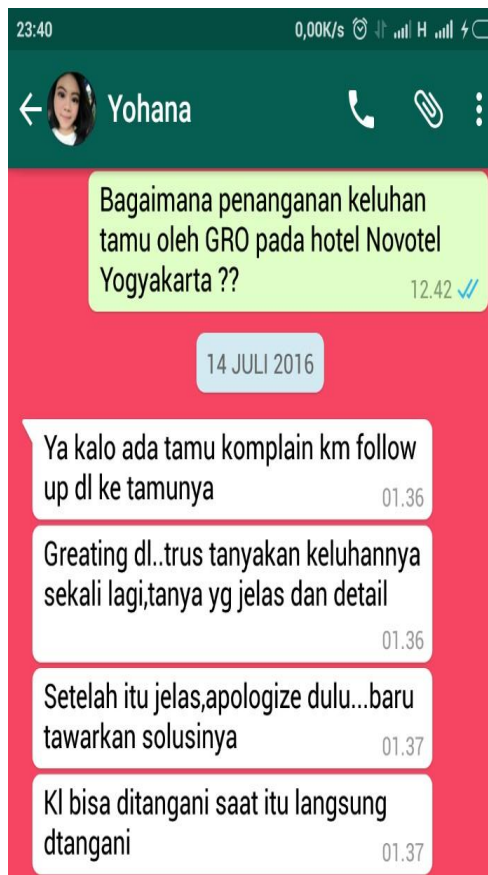 23:40 0,00K/s H
Yohana
Bagaimana penanganan keluhan
tamu oleh GRO pada hotel Novotel
Yogyakarta ??
12.42
14 JULI 2016
Ya kalo ada tamu komplain km follow
up dl ke tamunya
01.36
Greating dl..trus tanyakan keluhannya
sekali lagi,tanya yg jelas dan detail
01.36
Setelah itu jelas,apologize dulu...baru
tawarkan solusinya
01.37
Kl bisa ditangani saat itu langsung
dtangani
01.37